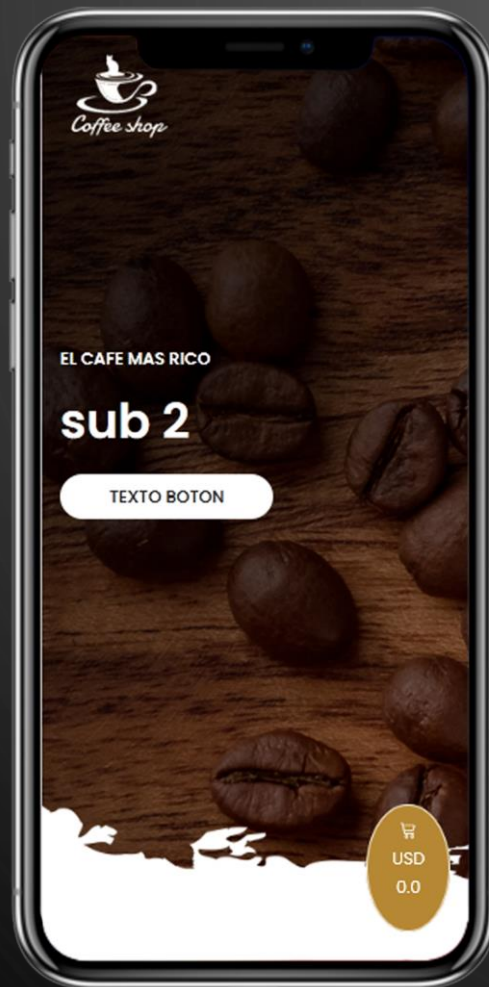 Coffee shop
EL CAFE MAS RICO
sub 2
TEXTO BOTON
USD
0.0